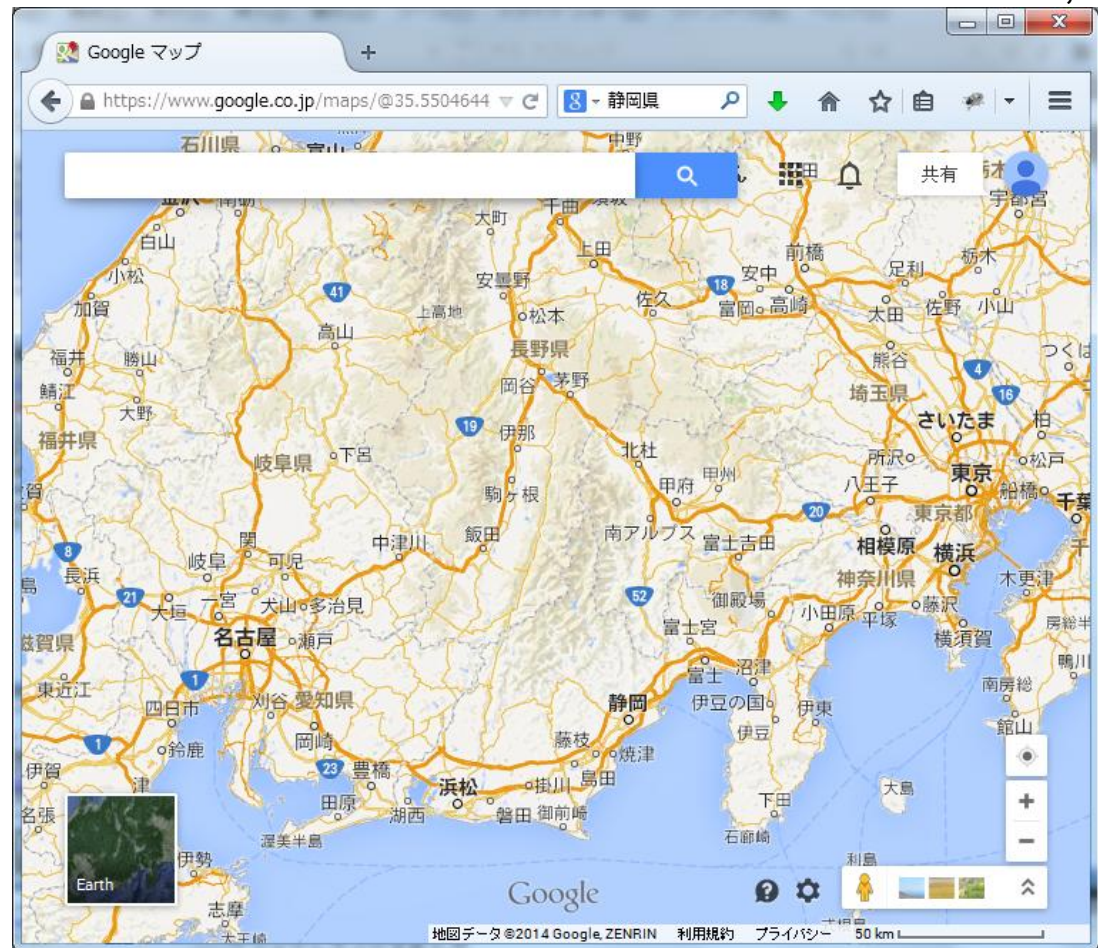 Google マップ
https://www.google.co.jp/maps/@35.5504644
静岡県
石川県
富山
中野
共有
金沢
南砺
千曲
須坂
宇都宮
大町
白山
上田
前橋
栃木
小松
安曇野
安中
足利
加賀
41
上高地
松本
佐久
18
富岡
高崎
太田
佐野
小山
高山
長野県
熊谷
つくば
福井
勝山
岡谷
茅野
4
鯖江
埼玉県
16
大野
19
伊那
さいたま
柏
福井県
岐阜県
下呂
北杜
所沢
松戸
駒ヶ根
甲府
甲州
八王子
東京
船橋
千葉
20
東京都
関
中津川
飯田
南アルプス
富士吉田
相模原
横浜
8
岐阜
可児
神奈川県
長浜
21
大垣
一宮
犬山
多治見
52
御殿場
小田原
平塚
藤沢
木更津
名古屋
瀬戸
富士宮
横須賀
滋賀県
鴨川
東近江
1
富士
沼津
南房総
四日市
刈谷
愛知県
静岡
伊豆の国
伊東
館山
1
鈴鹿
岡崎
藤枝
焼津
伊豆
伊賀
23
豊橋
浜松
掛川
島田
津
田原
湖西
磐田
御前崎
下田
大島
名張
渥美半島
石廊崎
伊勢
利島
Earth
Google
志摩
大王崎
地図データ ©2014 Google, ZENRIN 利用規約 プライバシー 50 km